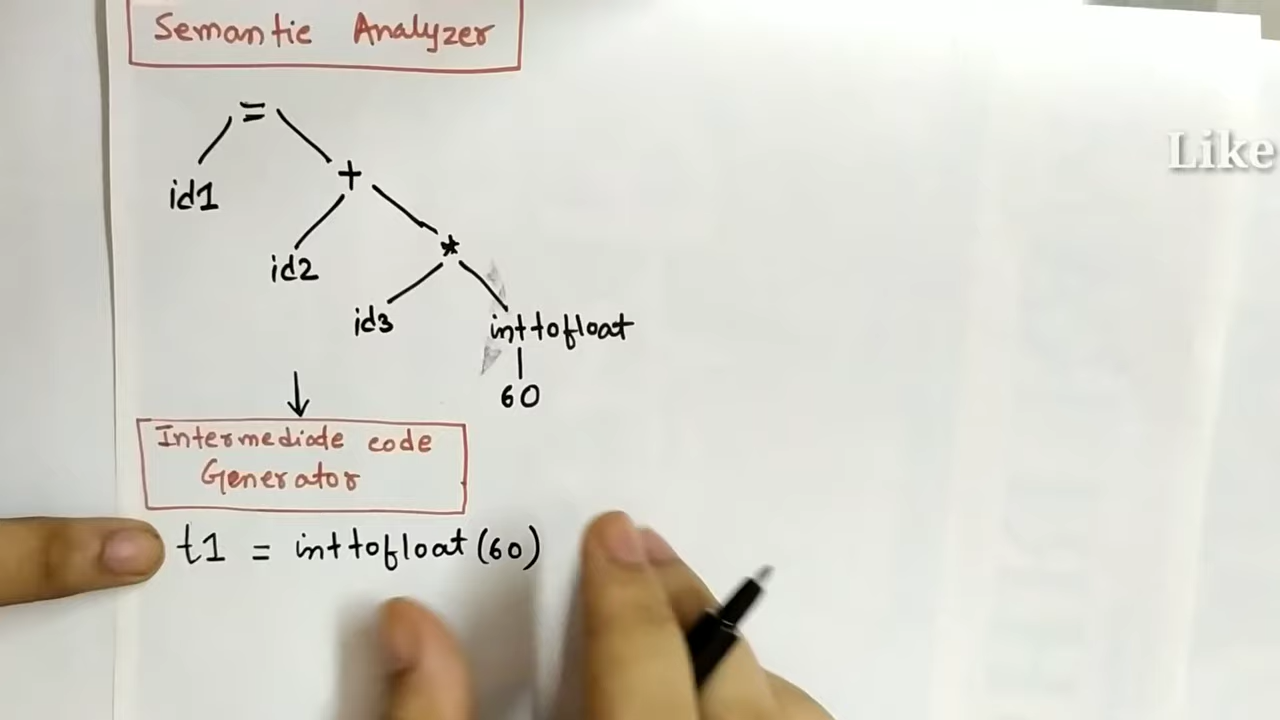 Semantic Analyzer
=
id1
+
id2
*
id3
inttofloat
60
Intermediate code
Generator
t1 = inttofloat(60)
Like